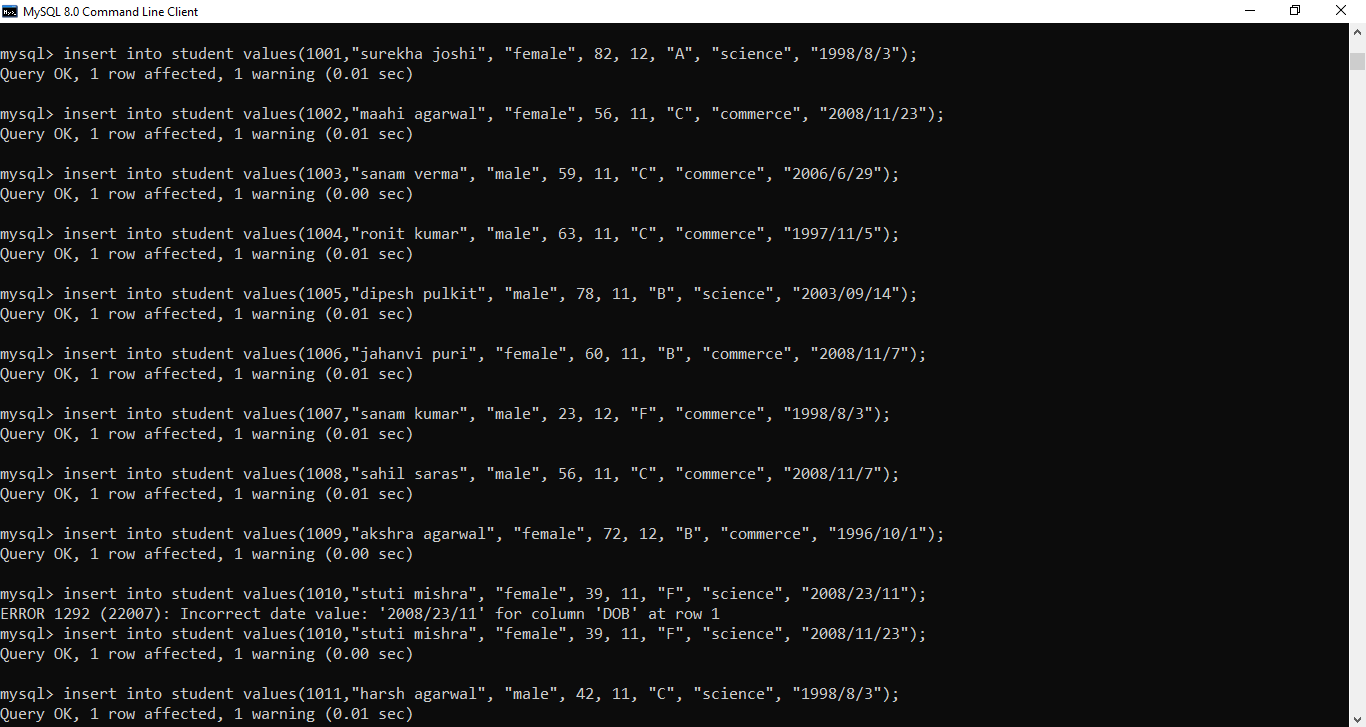 MySQL 8.0 Command Line Client
mysql> insert into student values(1001,"surekha joshi", "female", 82, 12, "A", "science", "1998/8/3");
Query OK, 1 row affected, 1 warning (0.01 sec)
mysql> insert into student values(1002,"maahi agarwal", "female", 56, 11, "C", "commerce", "2008/11/23");
Query OK, 1 row affected, 1 warning (0.01 sec)
mysql> insert into student values(1003,"sanam verma", "male", 59, 11, "C", "commerce", "2006/6/29");
Query OK, 1 row affected, 1 warning (0.00 sec)
mysql> insert into student values(1004,"ronit kumar", "male", 63, 11, "C", "commerce", "1997/11/5");
Query OK, 1 row affected, 1 warning (0.01 sec)
mysql> insert into student values(1005,"dipesh pulkit", "male", 78, 11, "B", "science", "2003/09/14");
Query OK, 1 row affected, 1 warning (0.01 sec)
mysql> insert into student values(1006,"jahanvi puri", "female", 60, 11, "B", "commerce", "2008/11/7");
Query OK, 1 row affected, 1 warning (0.01 sec)
mysql> insert into student values(1007,"sanam kumar", "male", 23, 12, "F", "commerce", "1998/8/3");
Query OK, 1 row affected, 1 warning (0.01 sec)
mysql> insert into student values(1008,"sahil saras", "male", 56, 11, "C", "commerce", "2008/11/7");
Query OK, 1 row affected, 1 warning (0.01 sec)
mysql> insert into student values(1009,"akshra agarwal", "female", 72, 12, "B", "commerce", "1996/10/1");
Query OK, 1 row affected, 1 warning (0.00 sec)
mysql> insert into student values(1010,"stuti mishra", "female", 39, 11, "F", "science", "2008/23/11");
ERROR 1292 (22007): Incorrect date value: '2008/23/11' for column 'DOB' at row 1
mysql> insert into student values(1010,"stuti mishra", "female", 39, 11, "F", "science", "2008/11/23");
Query OK, 1 row affected, 1 warning (0.00 sec)
mysql> insert into student values(1011,"harsh agarwal", "male", 42, 11, "C", "science", "1998/8/3");
Query OK, 1 row affected, 1 warning (0.01 sec)